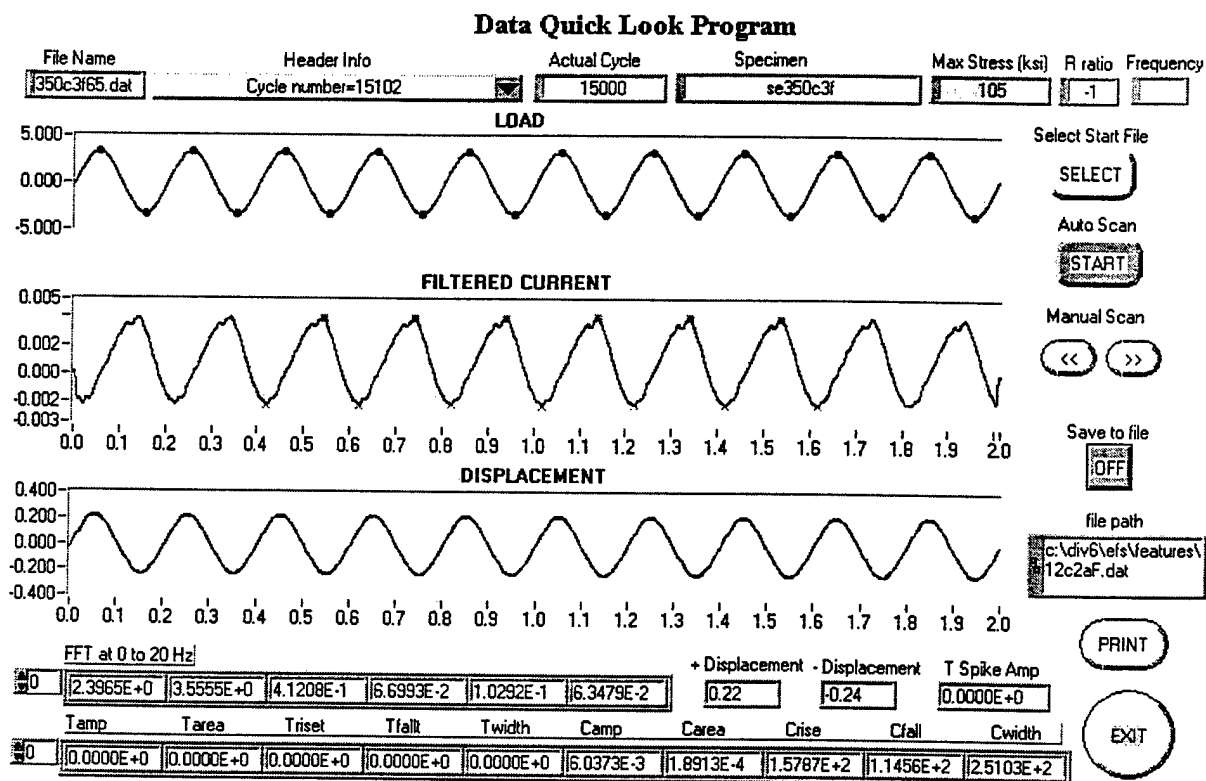 Data Quick Look Program
File Name Header Info Actual Cycle Specimen Max Stress (ksi) R ratio Frequency
350c3f65.dat Cycle number=15102 15000 se350c3f 105 -1
LOAD
5.000
0.000
-5.000
Select Start File
SELECT
Auto Scan
START
FILTERED CURRENT
0.005
0.002
0.000
-0.002
-0.003
0.0 0.1 0.2 0.3 0.4 0.5 0.6 0.7 0.8 0.9 1.0 1.1 1.2 1.3 1.4 1.5 1.6 1.7 1.8 1.9 2.0
Manual Scan
<< >>
Save to file
OFF
DISPLACEMENT
0.400
0.200
0.000
-0.200
-0.400
0.0 0.1 0.2 0.3 0.4 0.5 0.6 0.7 0.8 0.9 1.0 1.1 1.2 1.3 1.4 1.5 1.6 1.7 1.8 1.9 2.0
file path
c:\div6\efs\features\
12c2aF.dat
PRINT
FFT at 0 to 20 Hz
0 2.3965E+0 3.5555E+0 4.1208E-1 6.6993E-2 1.0292E-1 6.3479E-2
+ Displacement - Displacement T Spike Amp
0.22 -0.24 0.0000E+0
Tamp Tarea Triset Tfallt Twidth Camp Carea Crise Cfall Cwidth
0 0.0000E+0 0.0000E+0 0.0000E+0 0.0000E+0 0.0000E+0 6.0373E-3 1.8913E-4 1.5787E+2 1.1456E+2 2.5103E+2
EXIT